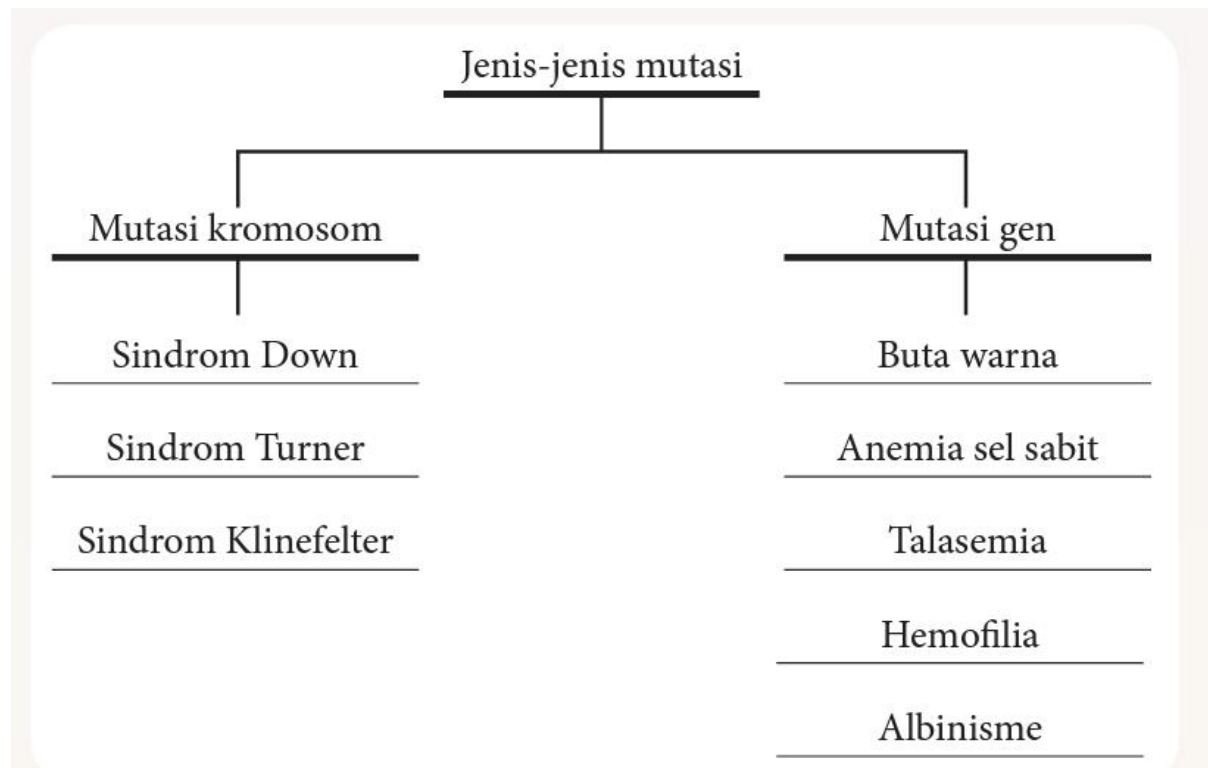 Jenis-jenis mutasi
Mutasi kromosom
Sindrom Down
Sindrom Turner
Sindrom Klinefelter
Mutasi gen
Buta warna
Anemia sel sabit
Talasemia
Hemofilia
Albinisme